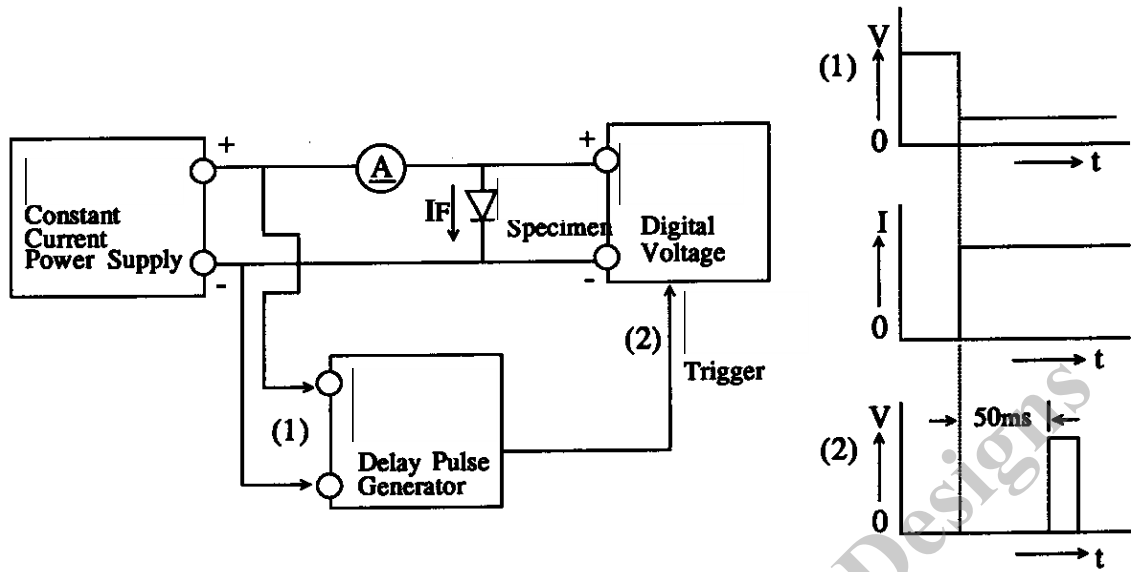 +
A
+
Constant
Current
Power Supply
-
IF
Specimen
Digital
Voltage
-
(1)
Delay Pulse
Generator
(2)
Trigger
V
(1)
0
t
I
0
t
V
50ms
(2)
0
t
Designs